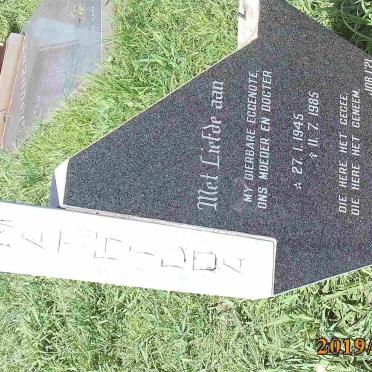 Met Liefde aan
MY DIERBARE EGGENOTE,
ONS MOEDER EN DOGTER
☆ 27.1.1945
† 11.7.1985
DIE HERE HET GEGEE,
DIE HERE HET GENEEM.
JOB 1:21
MATHILDA
2019/